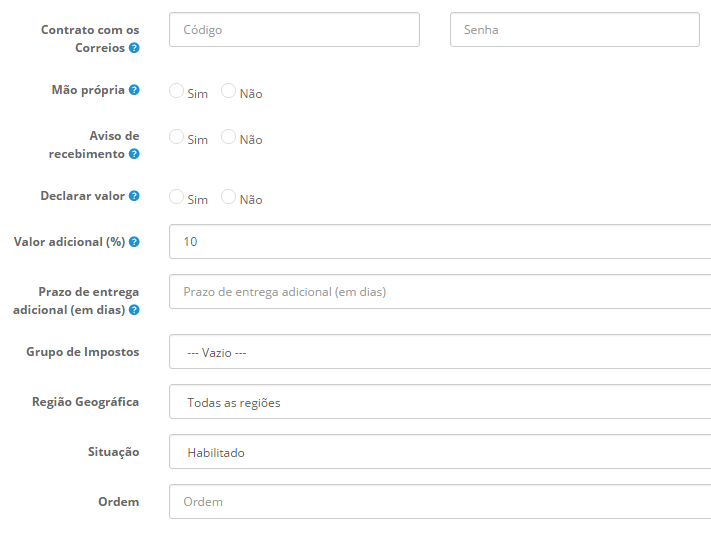 Contrato com os
Correios ?
Código
Senha
Mão própria ?
Sim Não
Aviso de
recebimento ?
Sim Não
Declarar valor ?
Sim Não
Valor adicional (%) ?
10
Prazo de entrega
adicional (em dias) ?
Prazo de entrega adicional (em dias)
Grupo de Impostos
--- Vazio ---
Região Geográfica
Todas as regiões
Situação
Habilitado
Ordem
Ordem